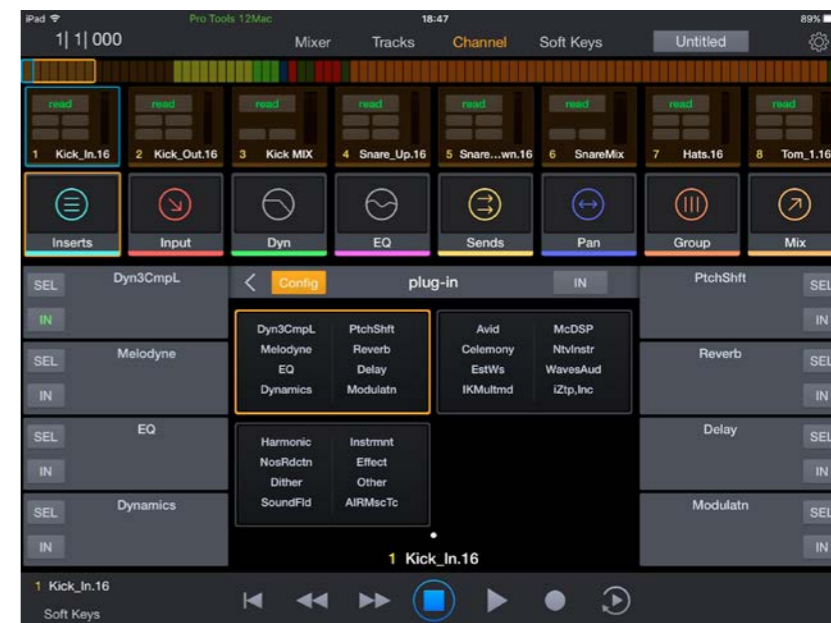 iPad Pro Tools 12Mac 18:47 89%
1| 1| 000 Mixer Tracks Channel Soft Keys Untitled
read read read read read read read read
1 Kick_In.16 2 Kick_Out.16 3 Kick MIX 4 Snare_Up.16 5 Snare...wn.16 6 SnareMix 7 Hats.16 8 Tom_1.16
Inserts Input Dyn EQ Sends Pan Group Mix
SEL Dyn3CmpL
IN
SEL Melodyne
IN
SEL EQ
IN
SEL Dynamics
IN
Config plug-in IN
Dyn3CmpL PtchShft
Melodyne Reverb
EQ Delay
Dynamics Modulatn
Avid McDSP
Celemony NtvInstr
EstWs WavesAud
IKMultmd iZtp,Inc
Harmonic Instrmnt
NosRdctn Effect
Dither Other
SoundFld AIRMscTc
1 Kick_In.16
PtchShft SEL
IN
Reverb SEL
IN
Delay SEL
IN
Modulatn SEL
IN
1 Kick_In.16
Soft Keys